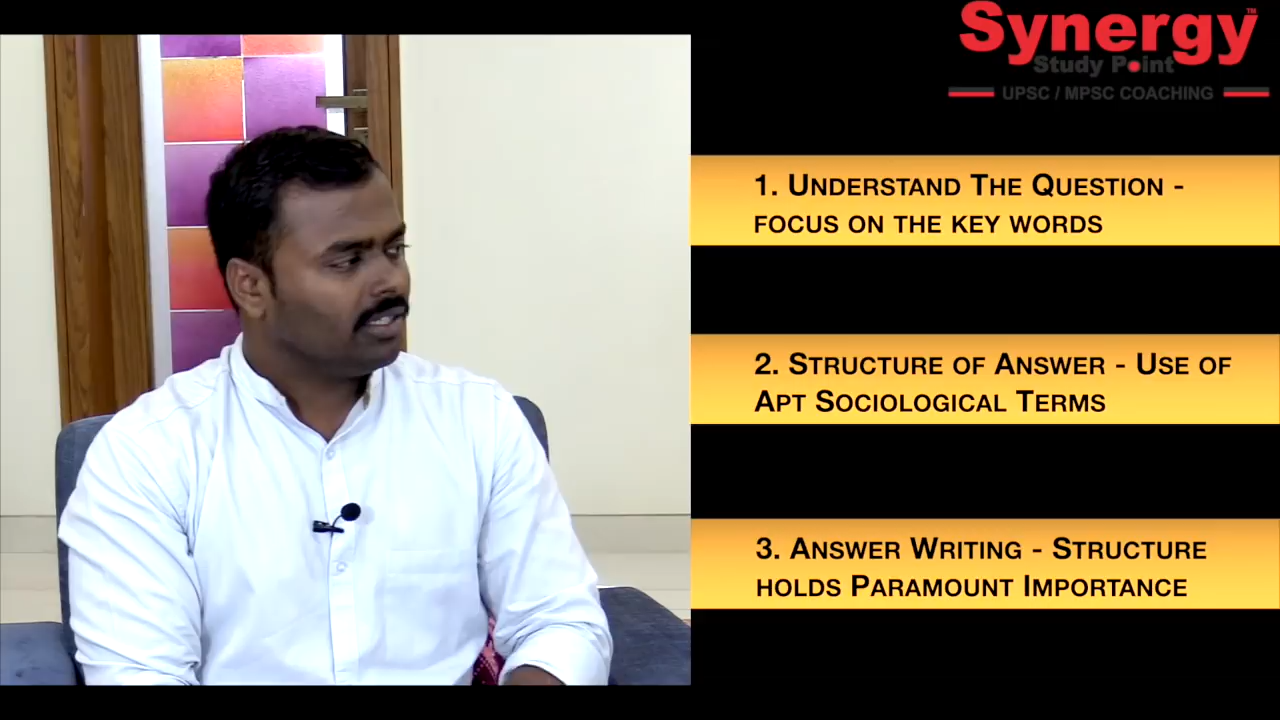 Synergy™
Study Point
UPSC / MPSC COACHING
1. UNDERSTAND THE QUESTION -
FOCUS ON THE KEY WORDS
2. STRUCTURE OF ANSWER - USE OF
APT SOCIOLOGICAL TERMS
3. ANSWER WRITING - STRUCTURE
HOLDS PARAMOUNT IMPORTANCE